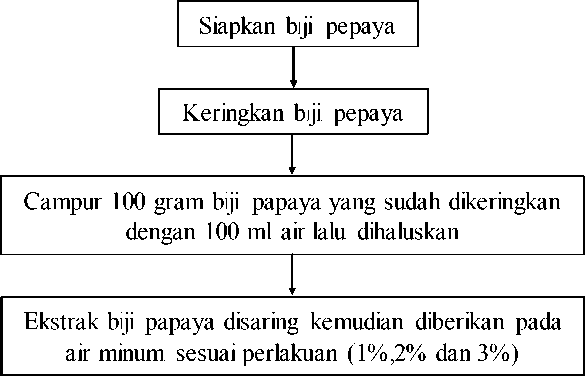 Siapkan biji pepaya
Keringkan biji pepaya
Campur 100 gram biji papaya yang sudah dikeringkan
dengan 100 ml air lalu dihaluskan
Ekstrak biji papaya disaring kemudian diberikan pada
air minum sesuai perlakuan (1%,2% dan 3%)